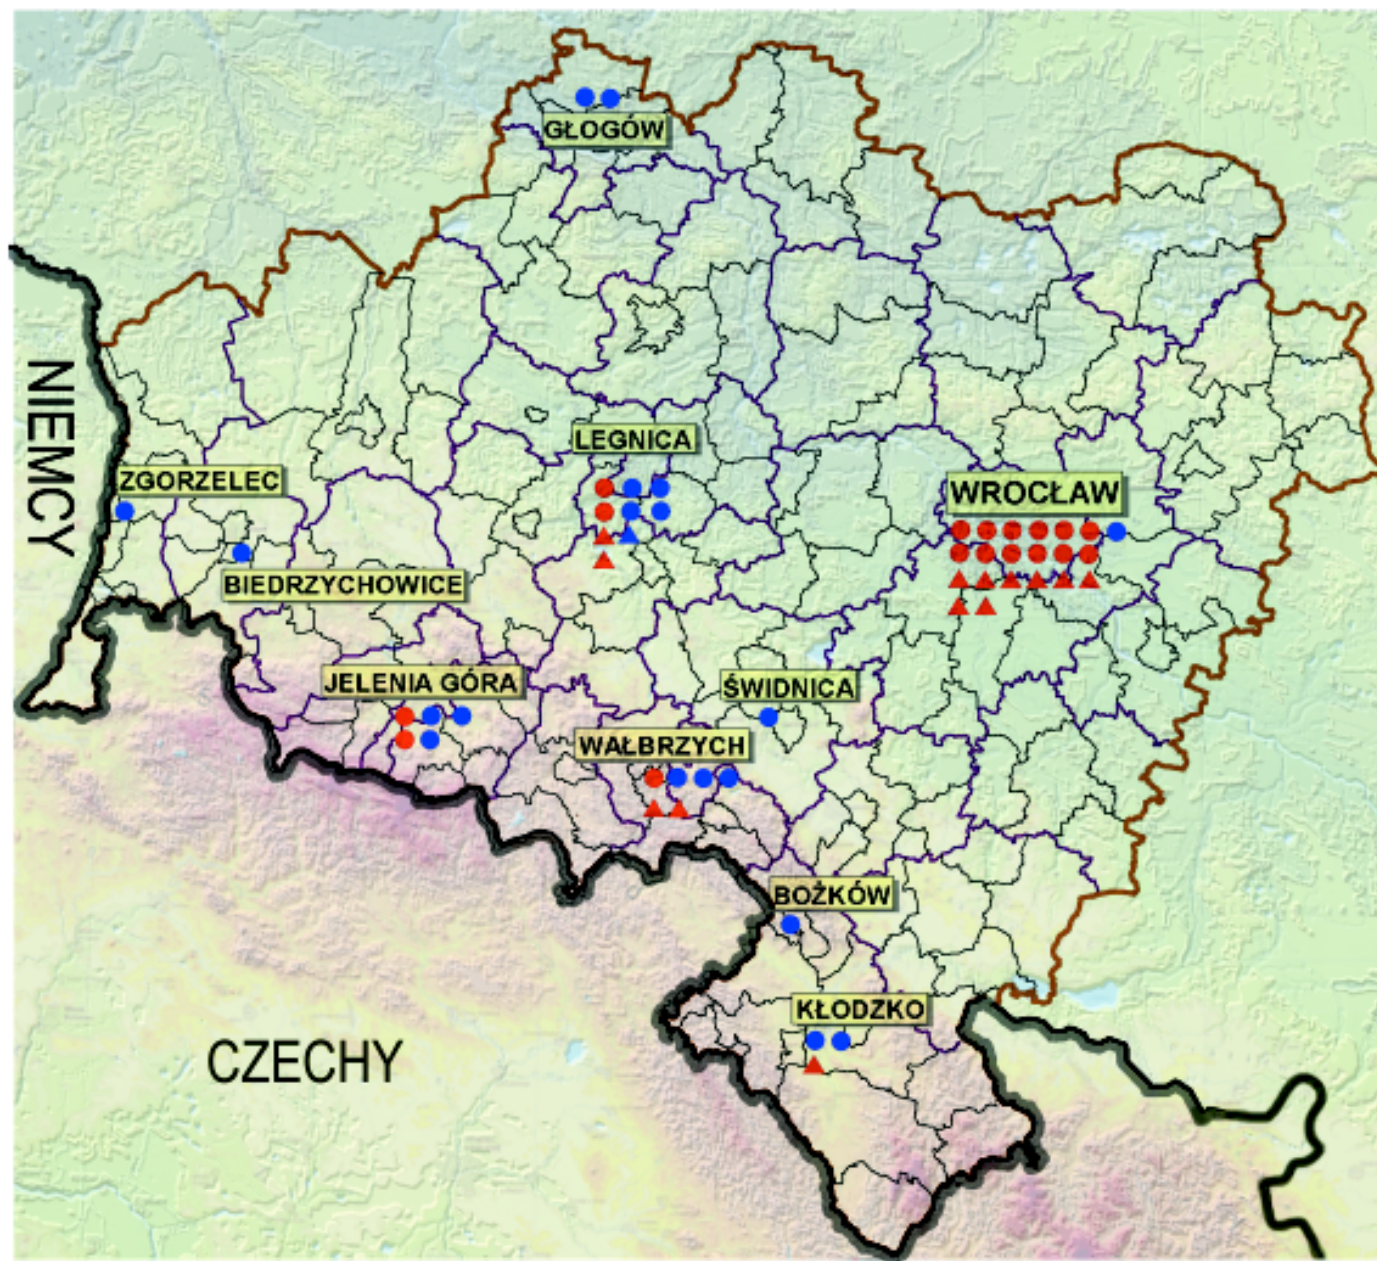 GŁOGÓW
NIEMCY
LEGNICA
ZGORZELEC
WROCŁAW
BIEDRZYCHOWICE
JELENIA GÓRA
ŚWIDNICA
WAŁBRZYCH
BOŻKÓW
KŁODZKO
CZECHY